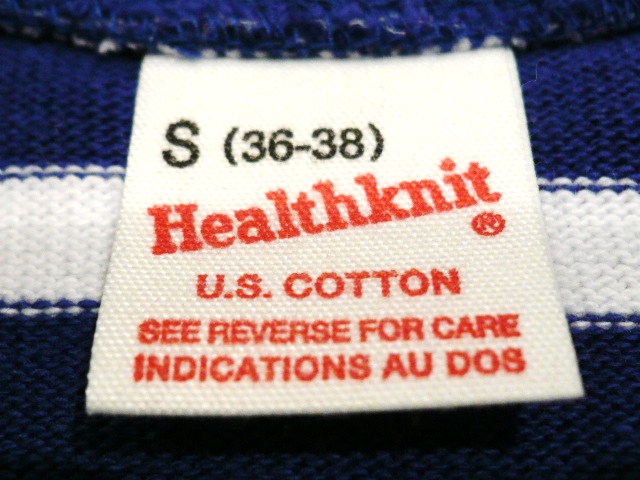 S (36-38)
Healthknit®
U.S. COTTON
SEE REVERSE FOR CARE
INDICATIONS AU DOS